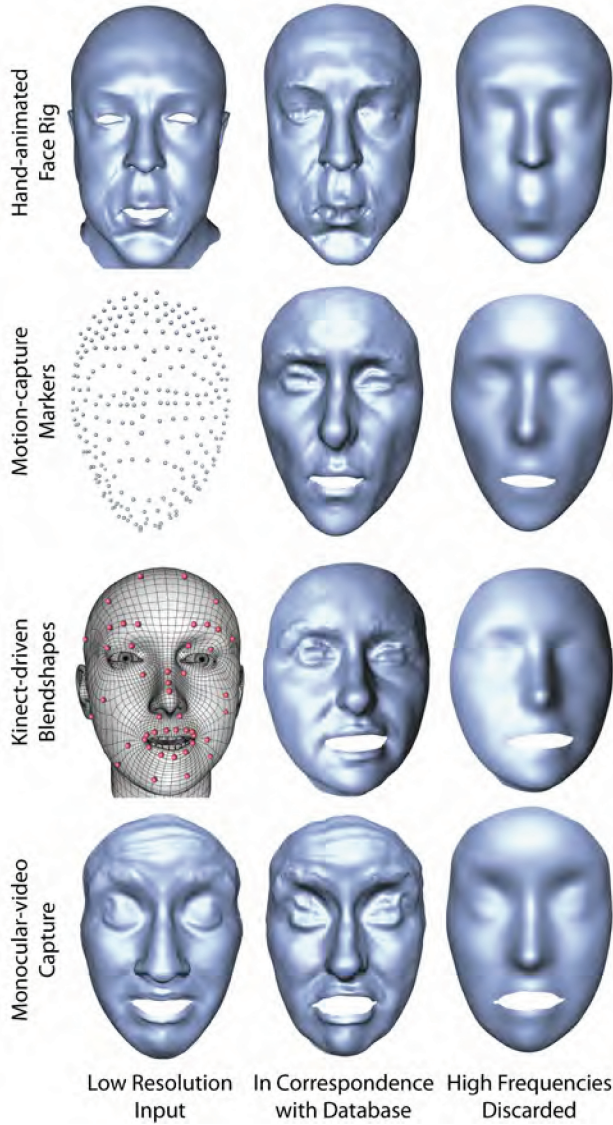 Hand-animated
Face Rig
Motion-capture
Markers
Kinect-driven
Blendshapes
Monocular-video
Capture
Low Resolution
Input
In Correspondence
with Database
High Frequencies
Discarded